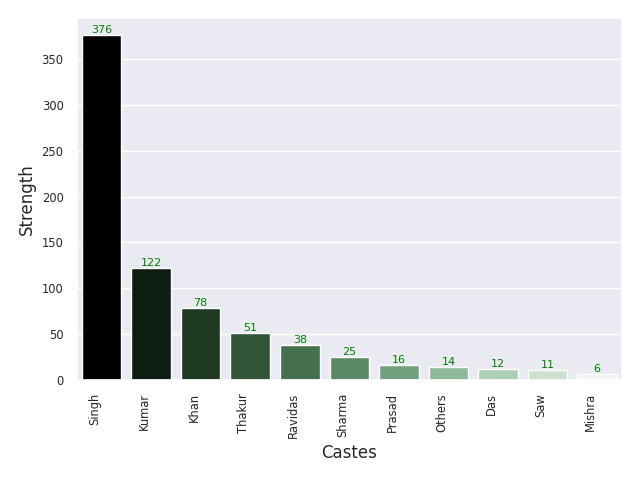 376
350
300
250
200
150
100
50
0
122
78
51
38
25
16
14
12
11
6
Strength
Singh
Kumar
Khan
Thakur
Ravidas
Sharma
Prasad
Others
Das
Saw
Mishra
Castes